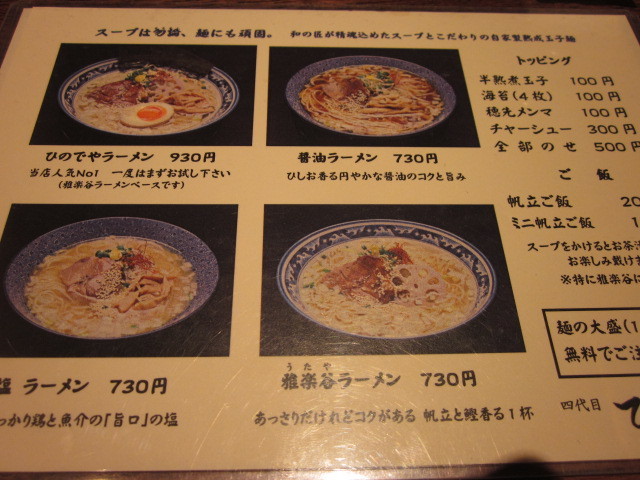 スープは勿論、麺にも頑固。 和の匠が精魂込めたスープとこだわりの自家製熟成玉子麺
ひのでやラーメン 930円
当店人気No1 一度はまずお試し下さい
(雅楽谷ラーメンベースです)
醤油ラーメン 730円
ひしお香る円やかな醤油のコクと旨み
塩 ラーメン 730円
っかり鶏と魚介の「旨口」の塩
うたや
雅楽谷ラーメン 730円
あっさりだけれどコクがある 帆立と鰹香る1杯
トッピング
半熟煮玉子 100円
海苔(4枚) 100円
穂先メンマ 100円
チャーシュー 300円
全部のせ 500円
ご飯
帆立ご飯 20
ミニ帆立ご飯 1
スープをかけるとお茶
お楽しみ戴けま
※特に雅楽谷に
麺の大盛(1
無料でご注
四代目 ひ